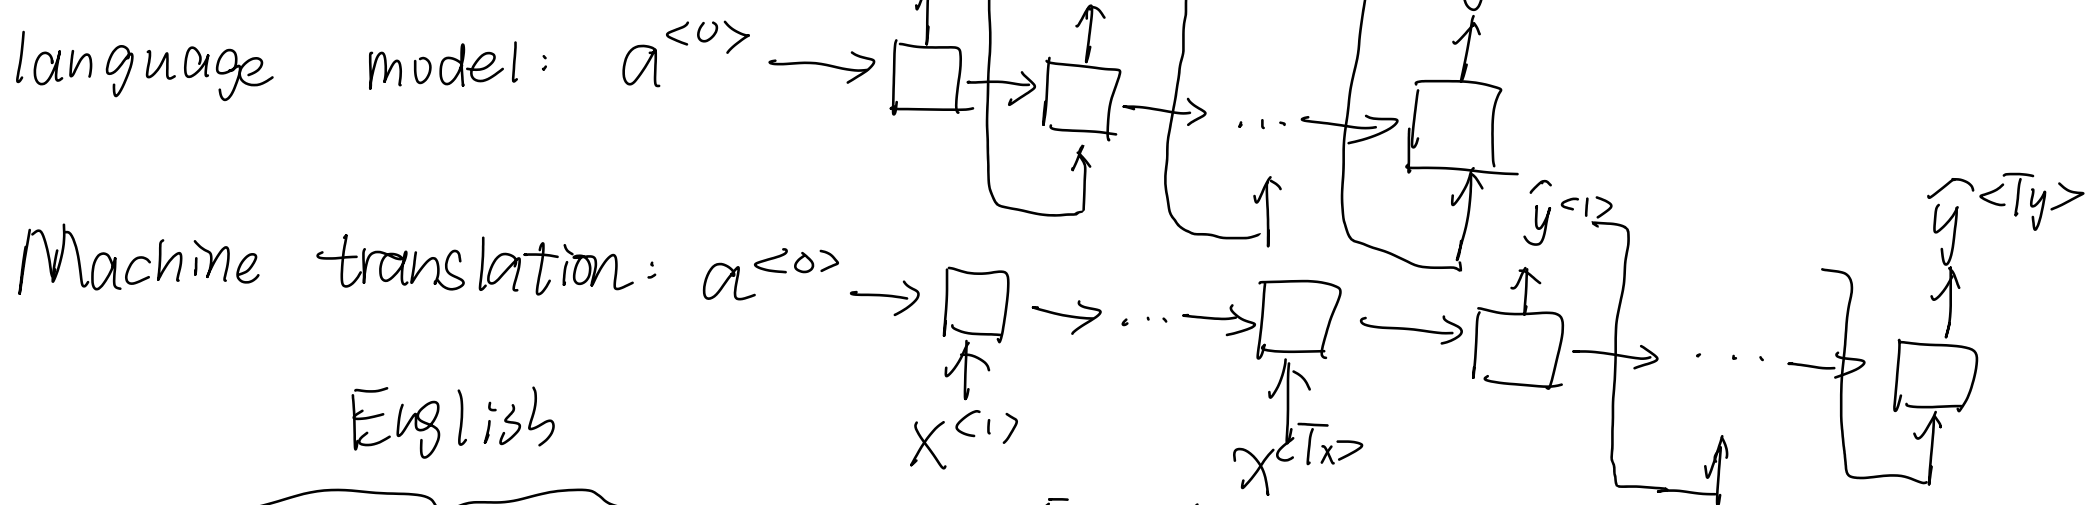 language model: a^<0> ...
ŷ^<1> ŷ^<Ty>
Machine translation: a^<0> ... ...
x^<1> x^<Tx>
English